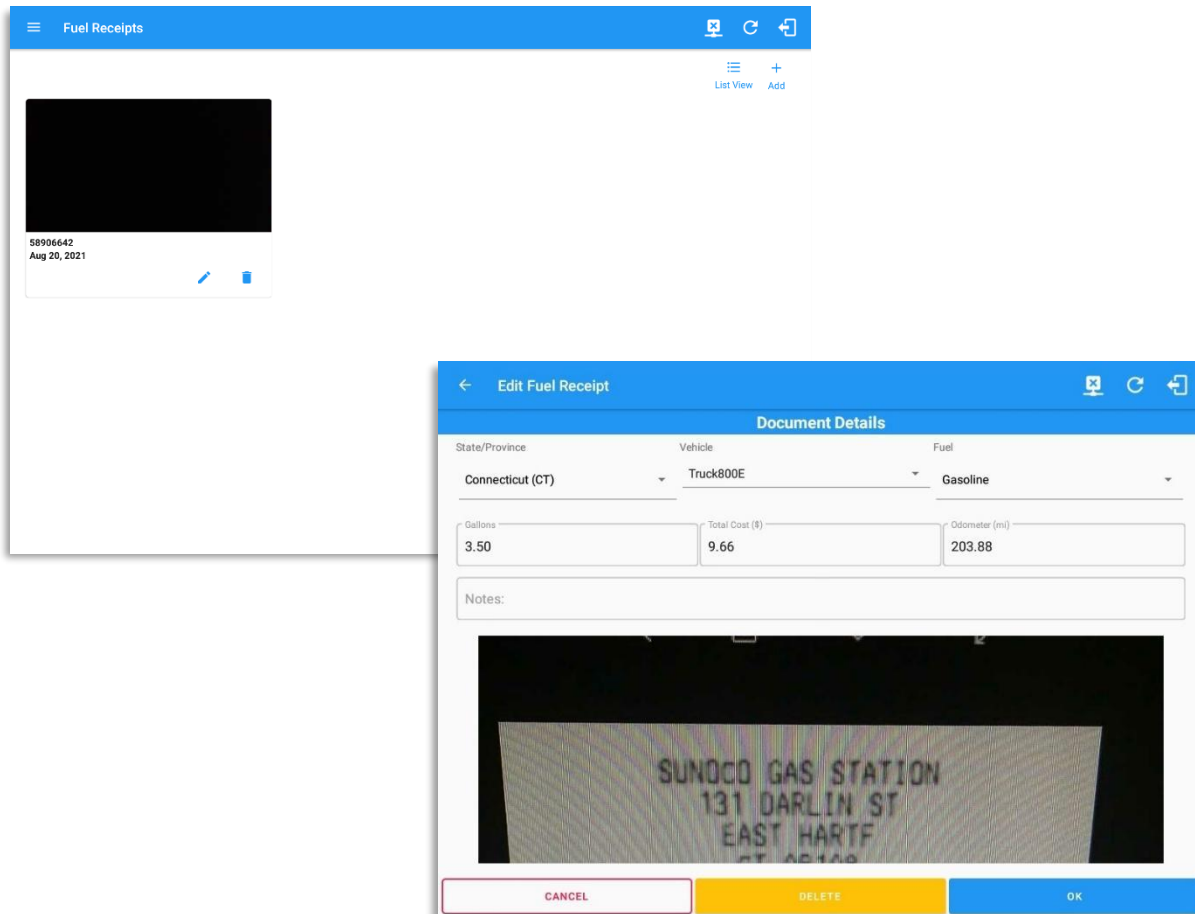 Fuel Receipts
List View Add
58906642
Aug 20, 2021
Edit Fuel Receipt
Document Details
State/Province Vehicle Fuel
Connecticut (CT) Truck800E Gasoline
Gallons Total Cost ($) Odometer (mi)
3.50 9.66 203.88
Notes:
SUNOCO GAS STATION
131 DARLIN ST
EAST HARTF
CT 06108
CANCEL DELETE OK